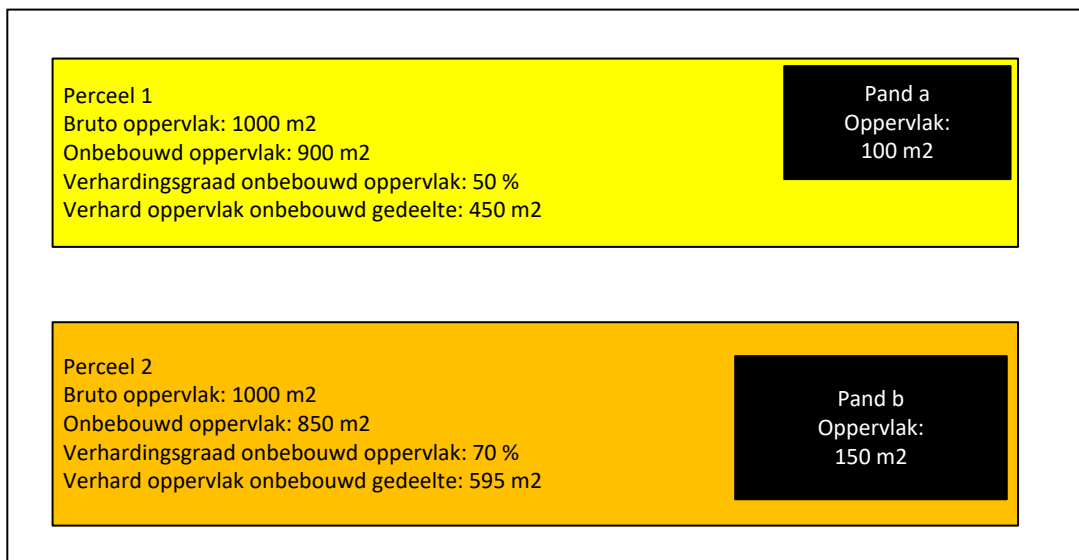 Perceel 1
Bruto oppervlak: 1000 m2
Onbebouwd oppervlak: 900 m2
Verhardingsgraad onbebouwd oppervlak: 50 %
Verhard oppervlak onbebouwd gedeelte: 450 m2
Pand a
Oppervlak:
100 m2
Perceel 2
Bruto oppervlak: 1000 m2
Onbebouwd oppervlak: 850 m2
Verhardingsgraad onbebouwd oppervlak: 70 %
Verhard oppervlak onbebouwd gedeelte: 595 m2
Pand b
Oppervlak:
150 m2